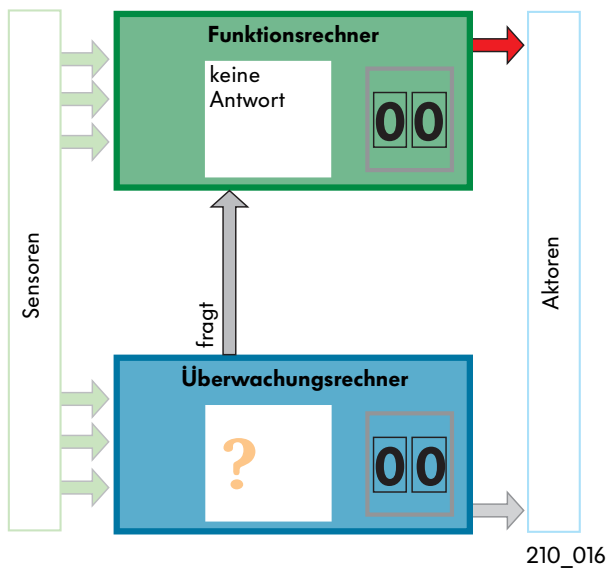 Funktionsrechner
keine
Antwort
00
Sensoren
Aktoren
fragt
Überwachungsrechner
?
00
210_016